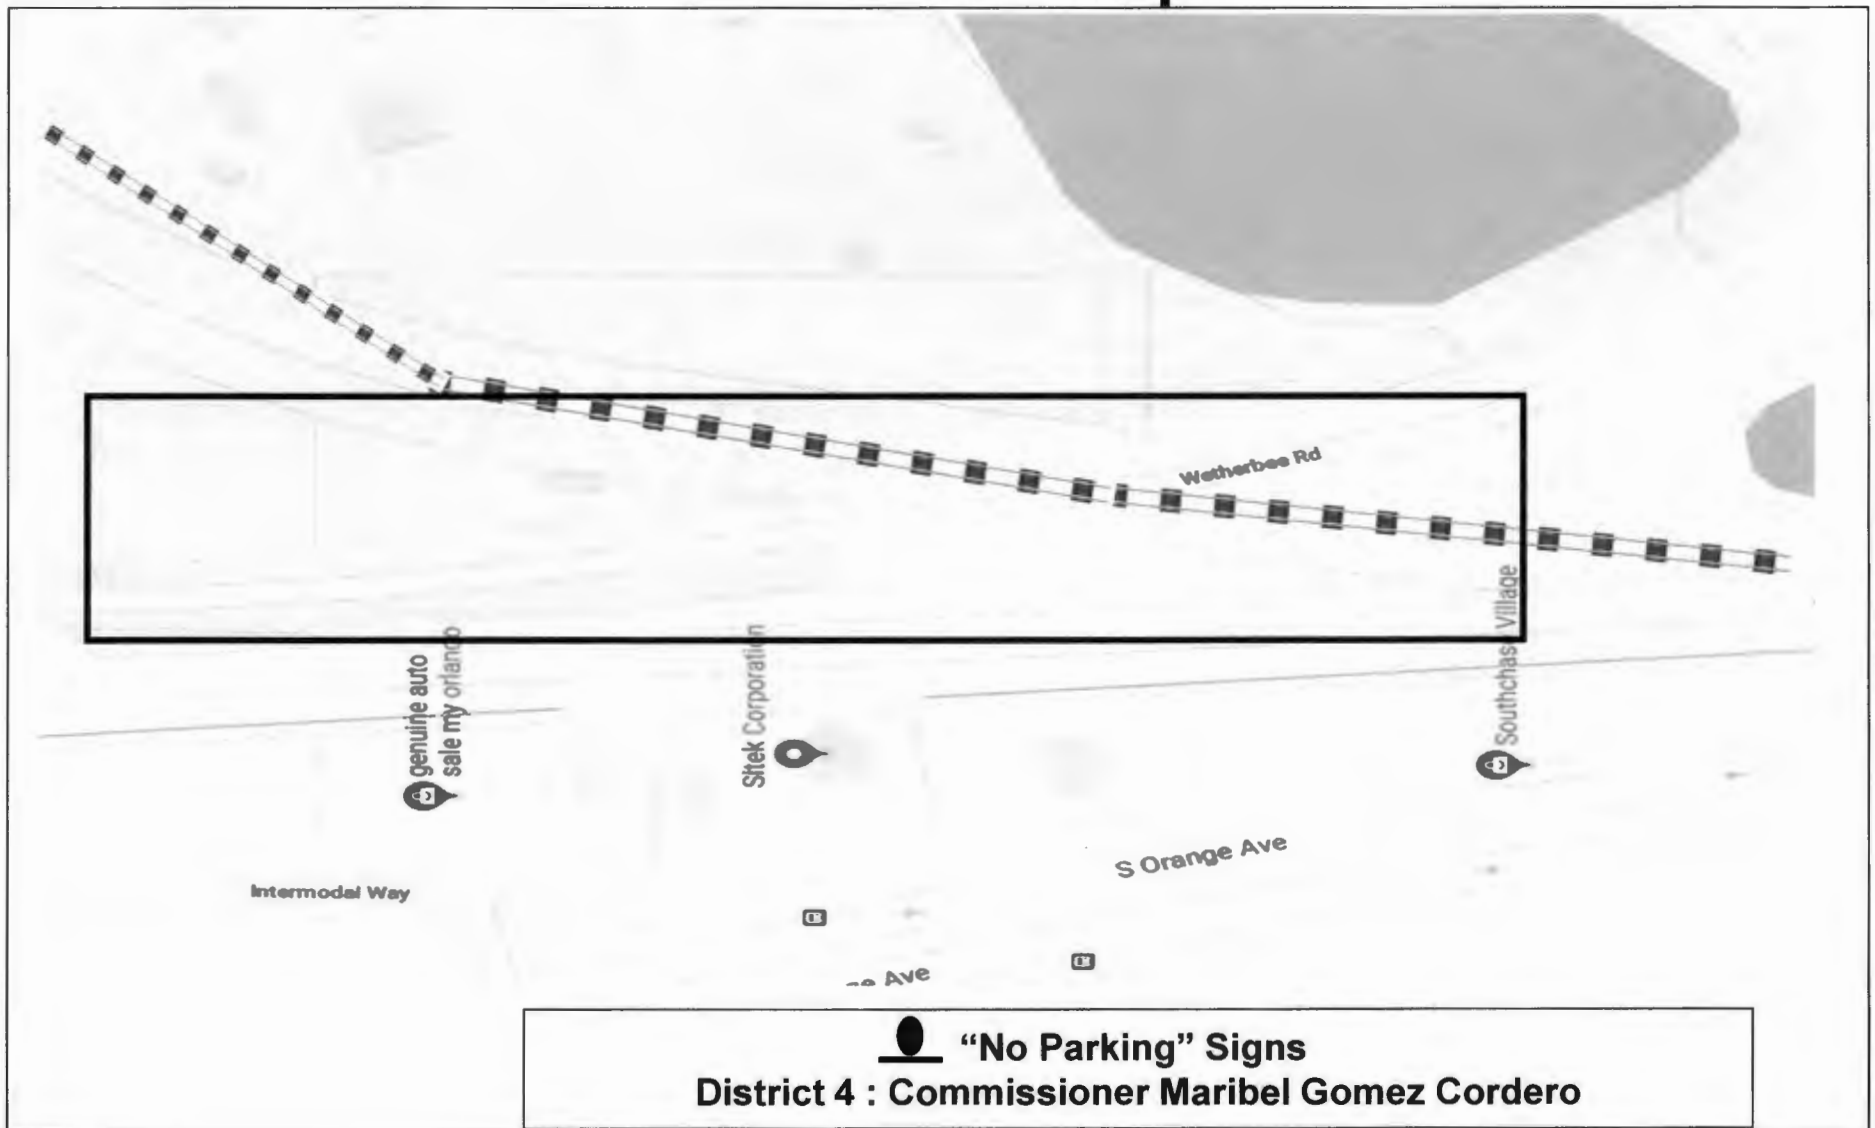 Wetherbee Rd
genuine auto
sale my orlando
Sitek Corporation
Southchase Village
S Orange Ave
Intermodal Way
Ave
“No Parking” Signs
District 4 : Commissioner Maribel Gomez Cordero